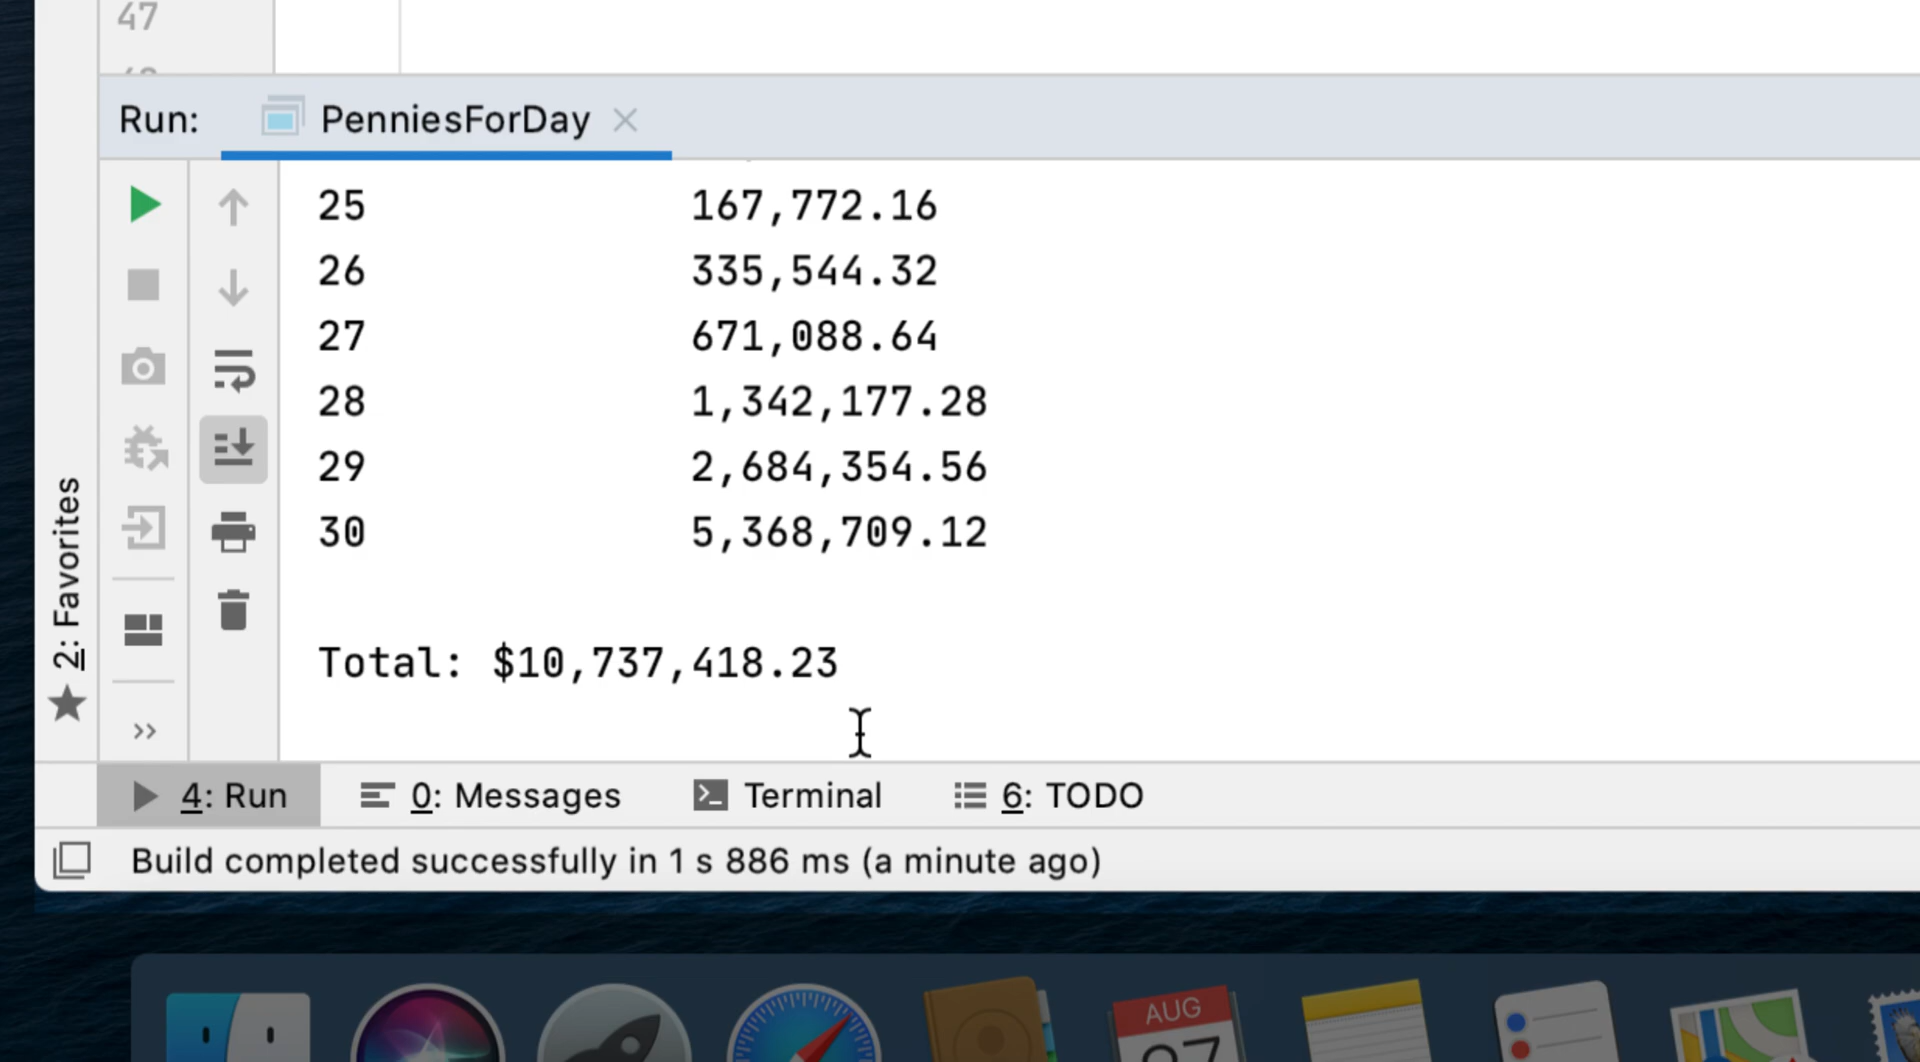 47
Run: PenniesForDay
25 167,772.16
26 335,544.32
27 671,088.64
28 1,342,177.28
29 2,684,354.56
30 5,368,709.12
Total: $10,737,418.23
2: Favorites
4: Run 0: Messages Terminal 6: TODO
Build completed successfully in 1 s 886 ms (a minute ago)
AUG